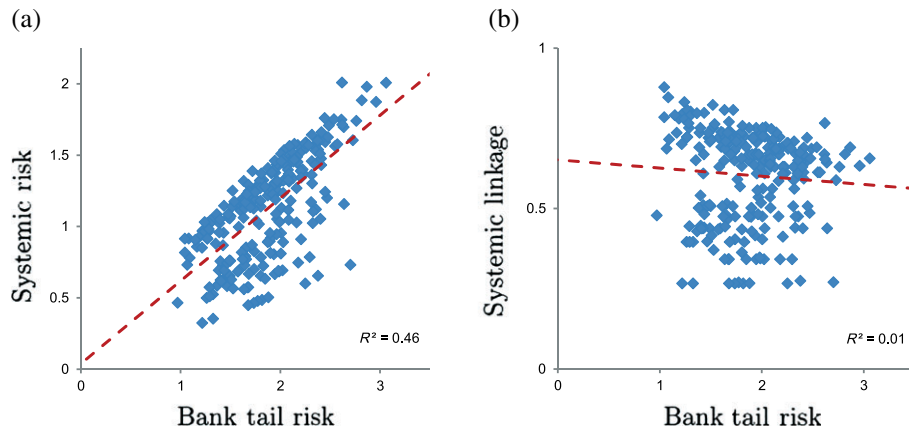 (a)
Systemic risk
2
1.5
1
0.5
0
0
1
2
3
R² = 0.46
Bank tail risk
(b)
Systemic linkage
1
0.5
0
0
1
2
3
R² = 0.01
Bank tail risk